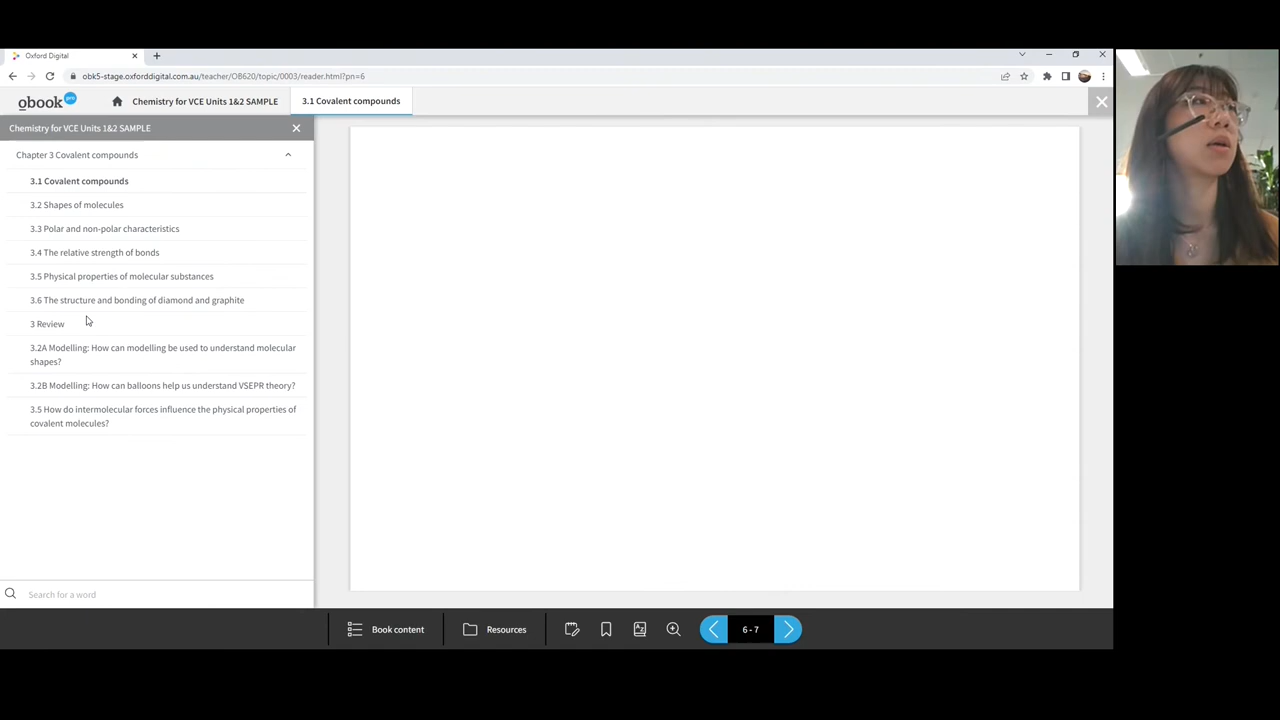 Oxford Digital
obk5-stage.oxforddigital.com.au/teacher/OB620/topic/0003/reader.html?pn=6
obook pro
Chemistry for VCE Units 1&2 SAMPLE
3.1 Covalent compounds
Chemistry for VCE Units 1&2 SAMPLE
Chapter 3 Covalent compounds
3.1 Covalent compounds
3.2 Shapes of molecules
3.3 Polar and non-polar characteristics
3.4 The relative strength of bonds
3.5 Physical properties of molecular substances
3.6 The structure and bonding of diamond and graphite
3 Review
3.2A Modelling: How can modelling be used to understand molecular
shapes?
3.2B Modelling: How can balloons help us understand VSEPR theory?
3.5 How do intermolecular forces influence the physical properties of
covalent molecules?
Search for a word
Book content
Resources
6 - 7